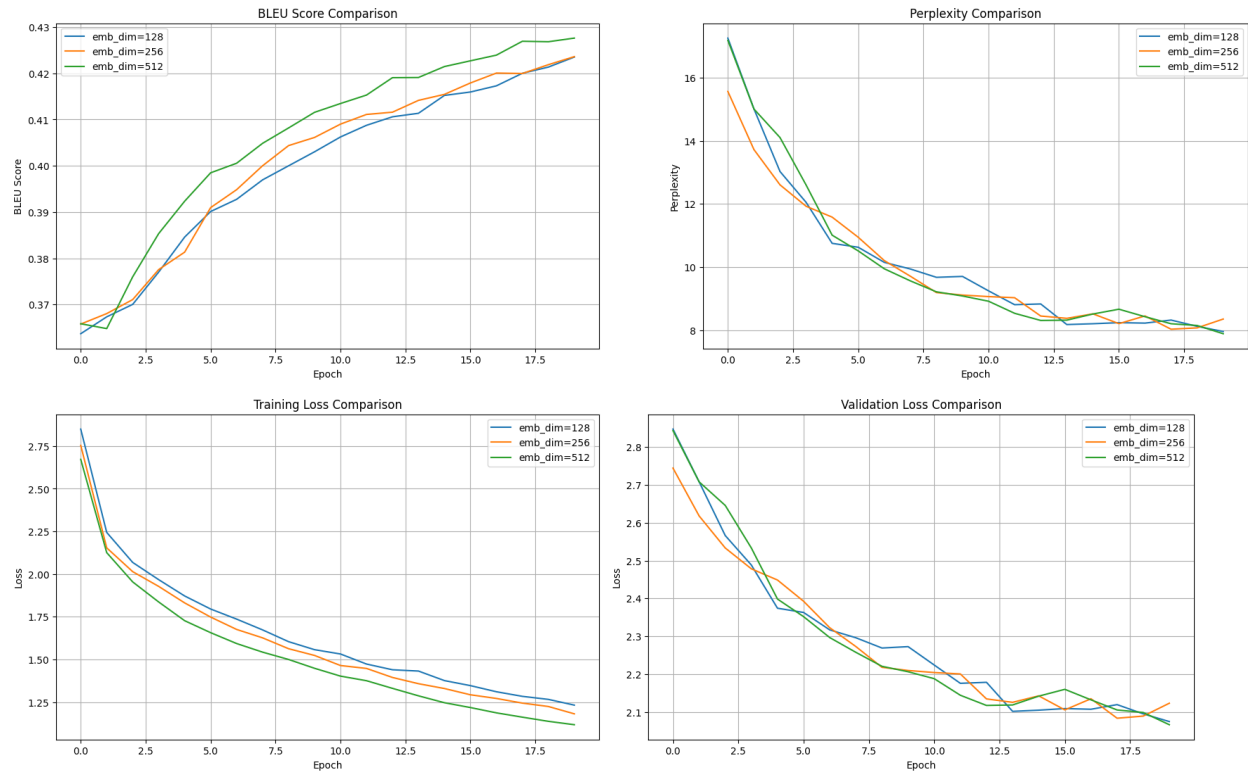 BLEU Score Comparison
0.43
0.42
0.41
0.40
0.39
0.38
0.37
BLEU Score
emb_dim=128
emb_dim=256
emb_dim=512
0.0 2.5 5.0 7.5 10.0 12.5 15.0 17.5
Epoch
Perplexity Comparison
16
14
12
10
8
Perplexity
emb_dim=128
emb_dim=256
emb_dim=512
0.0 2.5 5.0 7.5 10.0 12.5 15.0 17.5
Epoch
Training Loss Comparison
2.75
2.50
2.25
2.00
1.75
1.50
1.25
Loss
emb_dim=128
emb_dim=256
emb_dim=512
0.0 2.5 5.0 7.5 10.0 12.5 15.0 17.5
Epoch
Validation Loss Comparison
2.8
2.7
2.6
2.5
2.4
2.3
2.2
2.1
Loss
emb_dim=128
emb_dim=256
emb_dim=512
0.0 2.5 5.0 7.5 10.0 12.5 15.0 17.5
Epoch